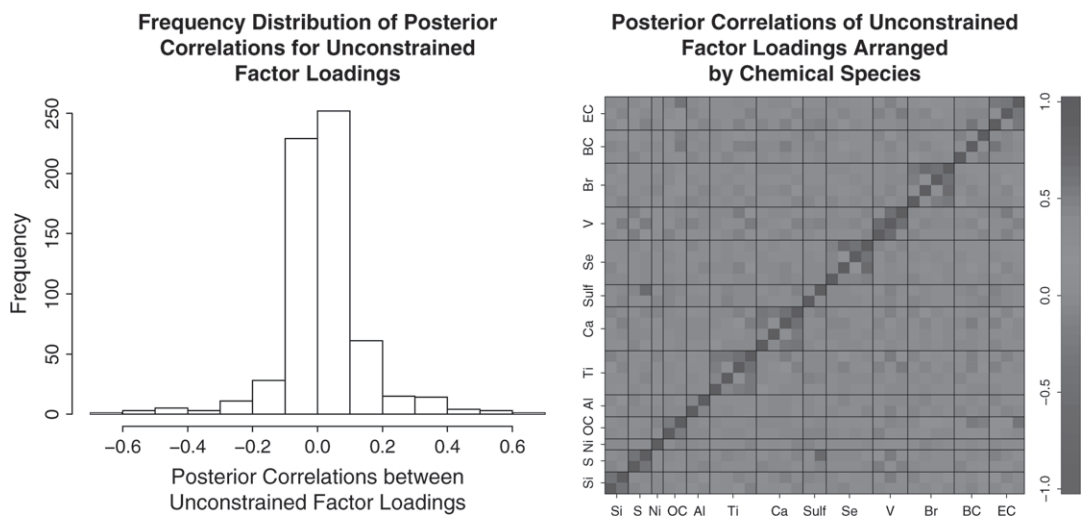 Frequency Distribution of Posterior
Correlations for Unconstrained
Factor Loadings
Frequency
250
200
150
100
50
0
−0.6 −0.4 −0.2 0.0 0.2 0.4 0.6
Posterior Correlations between
Unconstrained Factor Loadings
Posterior Correlations of Unconstrained
Factor Loadings Arranged
by Chemical Species
EC
BC
Br
V
Se
Sulf
Ca
Ti
Al
OC
Ni
S
Si
Si S Ni OC Al Ti Ca Sulf Se V Br BC EC
1.0
0.5
0.0
−0.5
−1.0